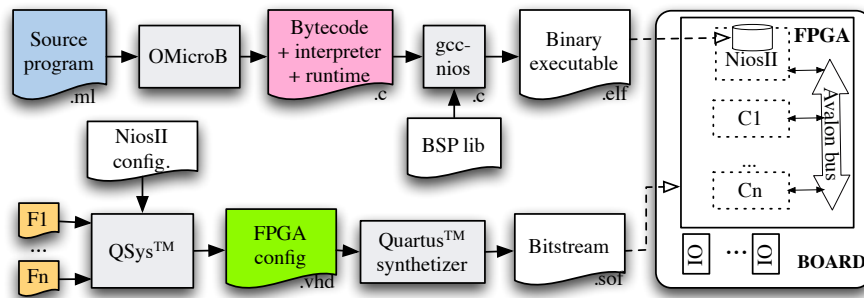 Source
program
.ml
OMicroB
Bytecode
+ interpreter
+ runtime
.c
gcc-
nios
.c
Binary
executable
.elf
BSP lib
NiosII
config.
F1
...
Fn
QSys™
FPGA
config
.vhd
Quartus™
synthetizer
Bitstream
.sof
FPGA
NiosII
C1
...
Cn
Avalon bus
IO
...
IO
BOARD